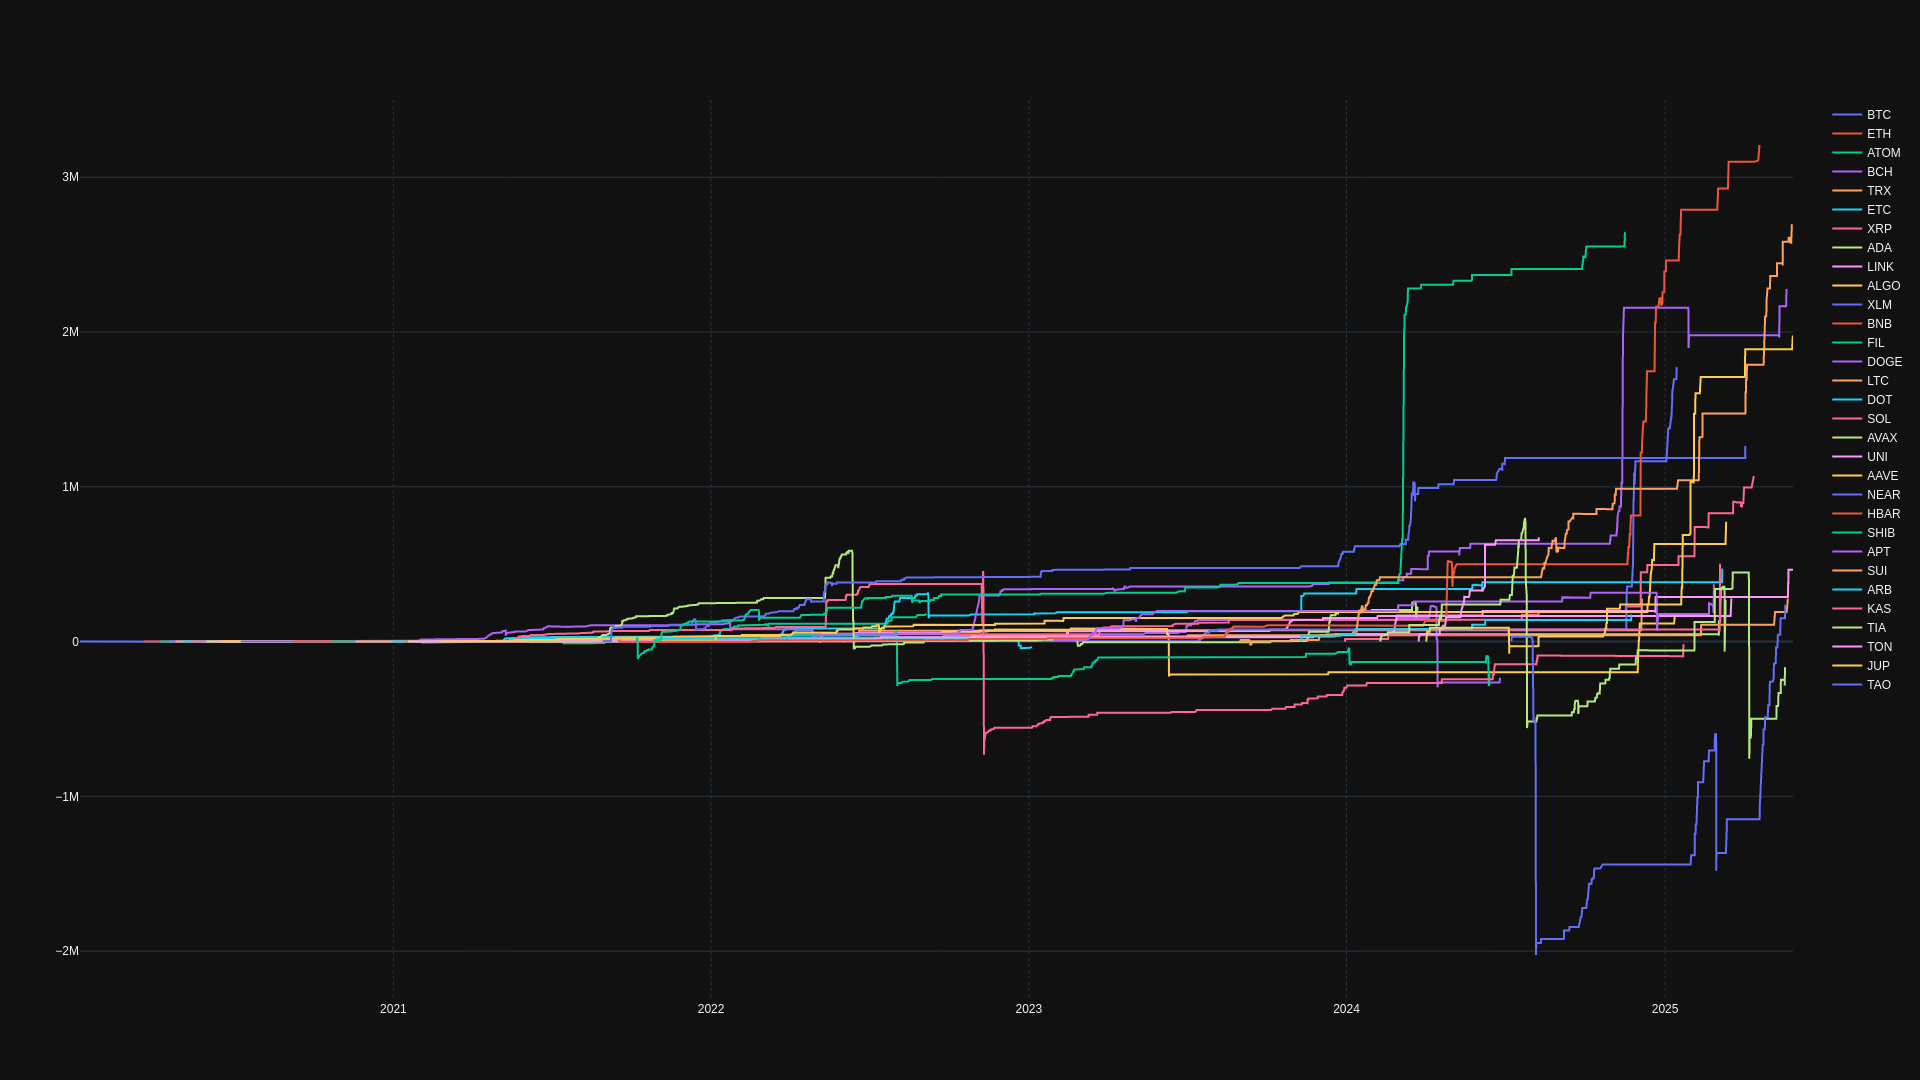 3M
2M
1M
0
−1M
−2M
2021
2022
2023
2024
2025
BTC
ETH
ATOM
BCH
TRX
ETC
XRP
ADA
LINK
ALGO
XLM
BNB
FIL
DOGE
LTC
DOT
SOL
AVAX
UNI
AAVE
NEAR
HBAR
SHIB
APT
SUI
ARB
KAS
TIA
TON
JUP
TAO